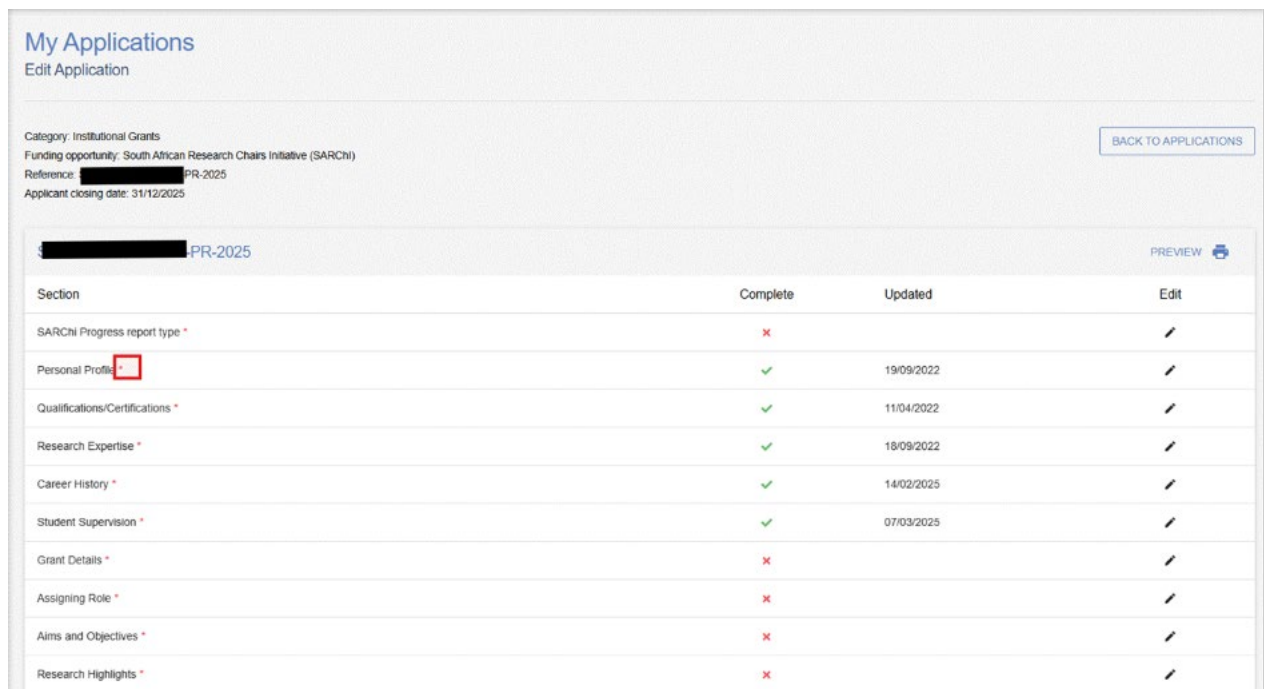 My Applications
Edit Application
Category: Institutional Grants
BACK TO APPLICATIONS
Funding opportunity: South African Research Chairs Initiative (SARChI)
Reference: PR-2025
Applicant closing date: 31/12/2025
-PR-2025 PREVIEW
Section Complete Updated Edit
SARChi Progress report type *
Personal Profile * 19/09/2022
Qualifications/Certifications * 11/04/2022
Research Expertise * 18/09/2022
Career History * 14/02/2025
Student Supervision * 07/03/2025
Grant Details *
Assigning Role *
Aims and Objectives *
Research Highlights *